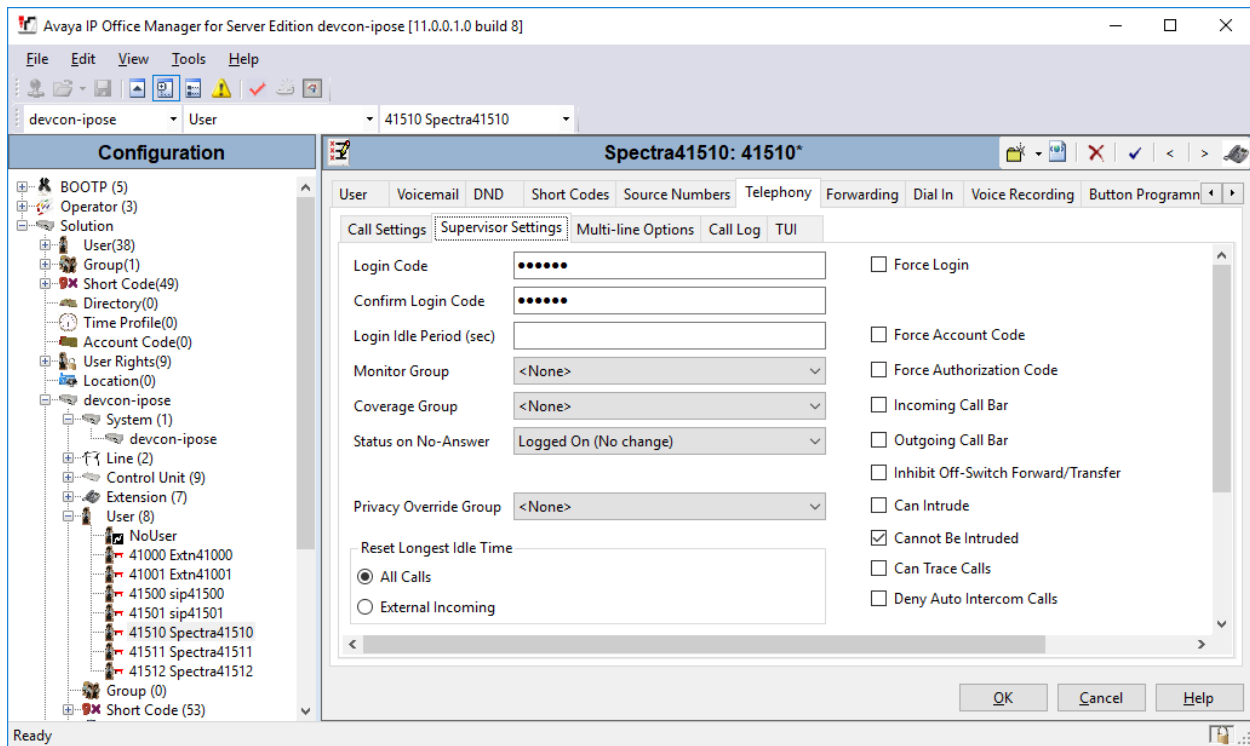 Avaya IP Office Manager for Server Edition devcon-ipose [11.0.0.1.0 build 8]
File Edit View Tools Help
devcon-ipose User 41510 Spectra41510
Configuration
BOOTP (5)
Operator (3)
Solution
User(38)
Group(1)
Short Code(49)
Directory(0)
Time Profile(0)
Account Code(0)
User Rights(9)
Location(0)
devcon-ipose
System (1)
devcon-ipose
Line (2)
Control Unit (9)
Extension (7)
User (8)
NoUser
41000 Extn41000
41001 Extn41001
41500 sip41500
41501 sip41501
41510 Spectra41510
41511 Spectra41511
41512 Spectra41512
Group (0)
Short Code (53)
Spectra41510: 41510*
User Voicemail DND Short Codes Source Numbers Telephony Forwarding Dial In Voice Recording Button Programn
Call Settings Supervisor Settings Multi-line Options Call Log TUI
Login Code ●●●●●● Force Login
Confirm Login Code ●●●●●●
Login Idle Period (sec) Force Account Code
Monitor Group <None> Force Authorization Code
Coverage Group <None> Incoming Call Bar
Status on No-Answer Logged On (No change) Outgoing Call Bar
Inhibit Off-Switch Forward/Transfer
Privacy Override Group <None> Can Intrude
Reset Longest Idle Time Cannot Be Intruded
All Calls Can Trace Calls
External Incoming Deny Auto Intercom Calls
OK Cancel Help
Ready